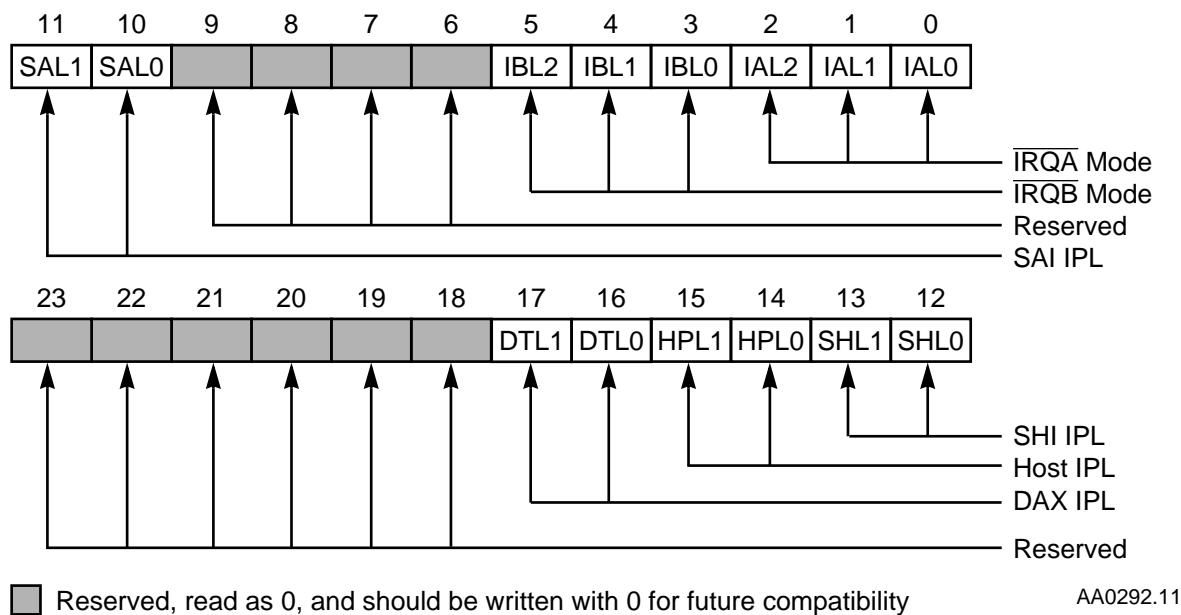 11 10 9 8 7 6 5 4 3 2 1 0
SAL1 SAL0 IBL2 IBL1 IBL0 IAL2 IAL1 IAL0
IRQA Mode
IRQB Mode
Reserved
SAI IPL
23 22 21 20 19 18 17 16 15 14 13 12
DTL1 DTL0 HPL1 HPL0 SHL1 SHL0
SHI IPL
Host IPL
DAX IPL
Reserved
Reserved, read as 0, and should be written with 0 for future compatibility
AA0292.11